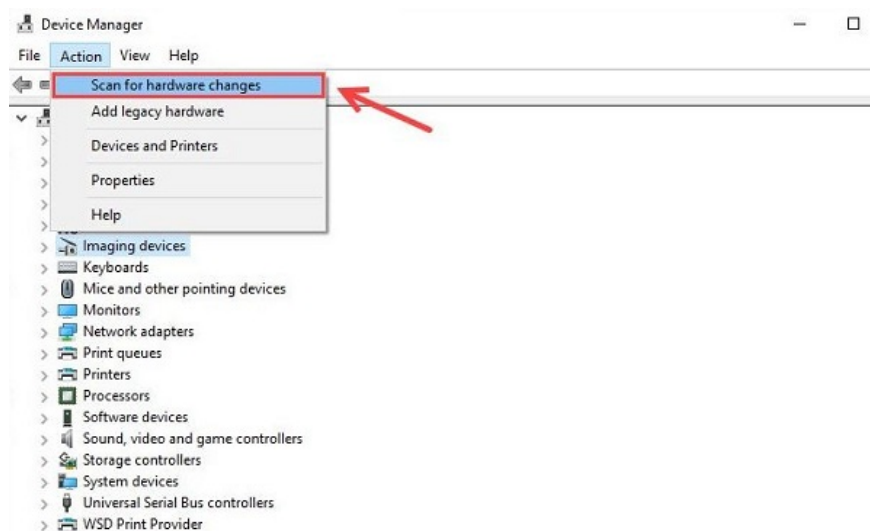 Device Manager
File Action View Help
Scan for hardware changes
Add legacy hardware
Devices and Printers
Properties
Help
Imaging devices
Keyboards
Mice and other pointing devices
Monitors
Network adapters
Print queues
Printers
Processors
Software devices
Sound, video and game controllers
Storage controllers
System devices
Universal Serial Bus controllers
WSD Print Provider